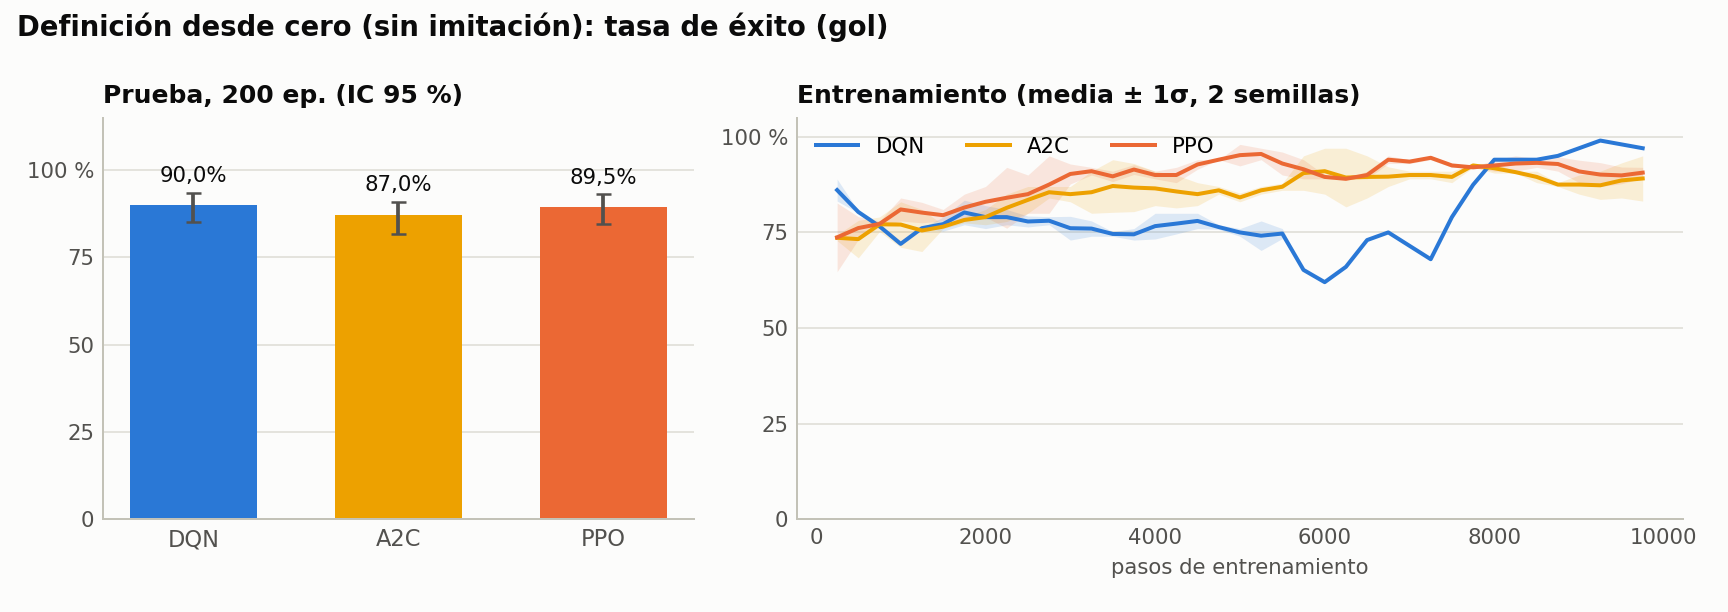 Definición desde cero (sin imitación): tasa de éxito (gol)
Prueba, 200 ep. (IC 95 %)
100 %
75
50
25
0
90,0%
87,0%
89,5%
DQN
A2C
PPO
Entrenamiento (media ± 1σ, 2 semillas)
DQN
A2C
PPO
100 %
75
50
25
0
0
2000
4000
6000
8000
10000
pasos de entrenamiento